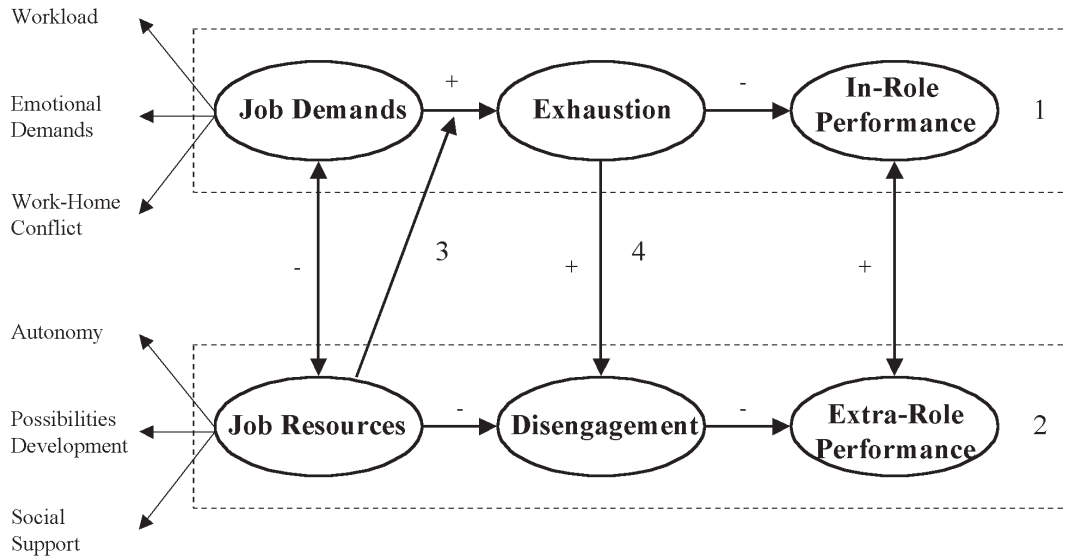 Workload
+
-
Job Demands
Exhaustion
In-Role
Performance
1
Emotional
Demands
Work-Home
Conflict
-
3
+
4
+
Autonomy
-
-
Job Resources
Disengagement
Extra-Role
Performance
2
Possibilities
Development
Social
Support